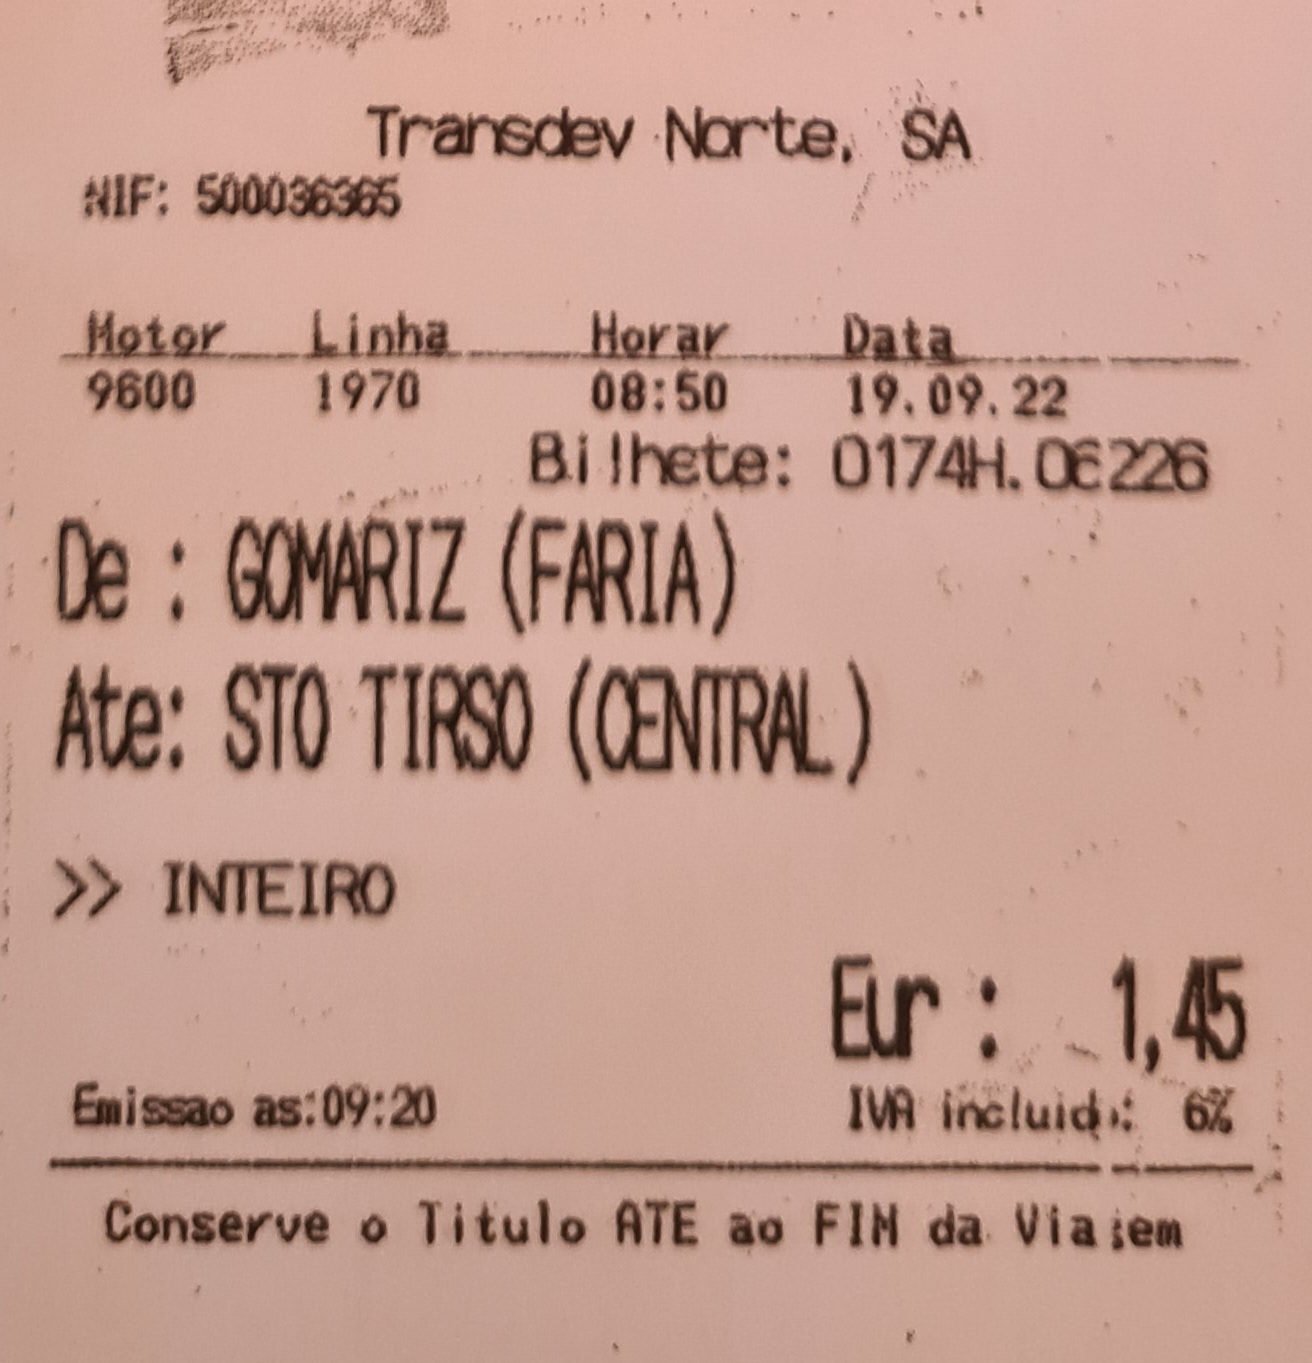 Transdev Norte, SA
NIF: 500036365
Motor Linha Horar Data
9600 1970 08:50 19.09.22
Bilhete: 0174H.06226
De : GOMARIZ (FARIA)
Ate: STO TIRSO (CENTRAL)
>> INTEIRO
Eur : 1,45
Emissao as:09:20 IVA incluido: 6%
Conserve o Titulo ATE ao FIM da Viagem